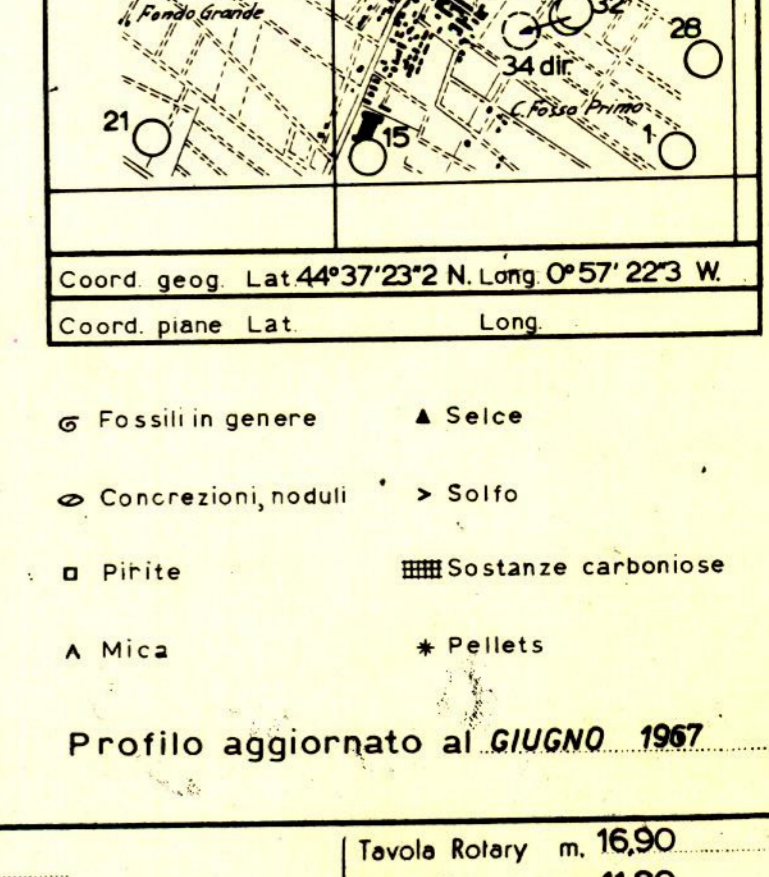 Fondo Grande
32
28
34 dir.
C. Fossa Primo
21
15
1
Coord. geog. Lat. 44°37'23"2 N. Long. 0°57'22"3 W.
Coord. piane Lat. Long.
Fossili in genere ▲ Selce
Concrezioni, noduli > Solfo
Pirite Sostanze carboniose
Mica * Pellets
Profilo aggiornato al GIUGNO 1967
Tavola Rotary m. 16,90